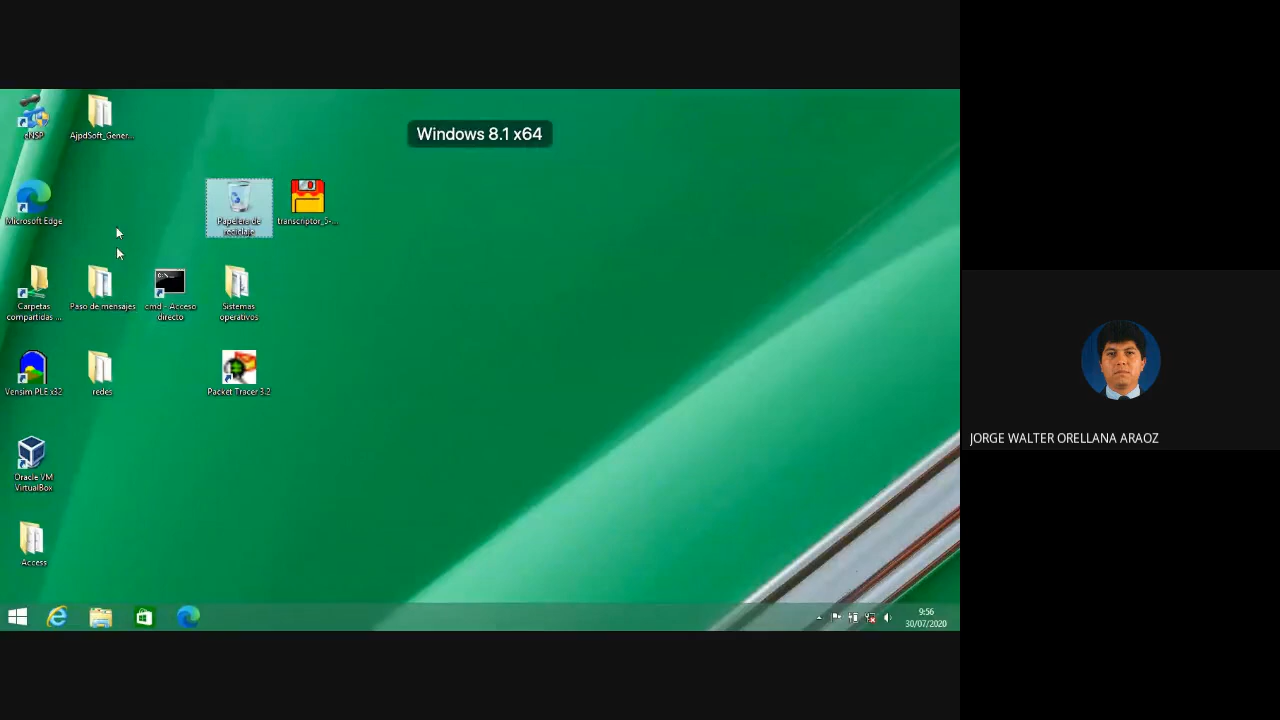 Windows 8.1 x64
eNSP
AjpdSoft_Gener...
Microsoft Edge
Papelera de
reciclaje
transcriptor_5-...
Carpetas
compartidas ...
Paso de mensajes
cmd - Acceso
directo
Sistemas
operativos
Vensim PLE x32
redes
Packet Tracer 3.2
Oracle VM
VirtualBox
Access
9:56
30/07/2020
JORGE WALTER ORELLANA ARAOZ